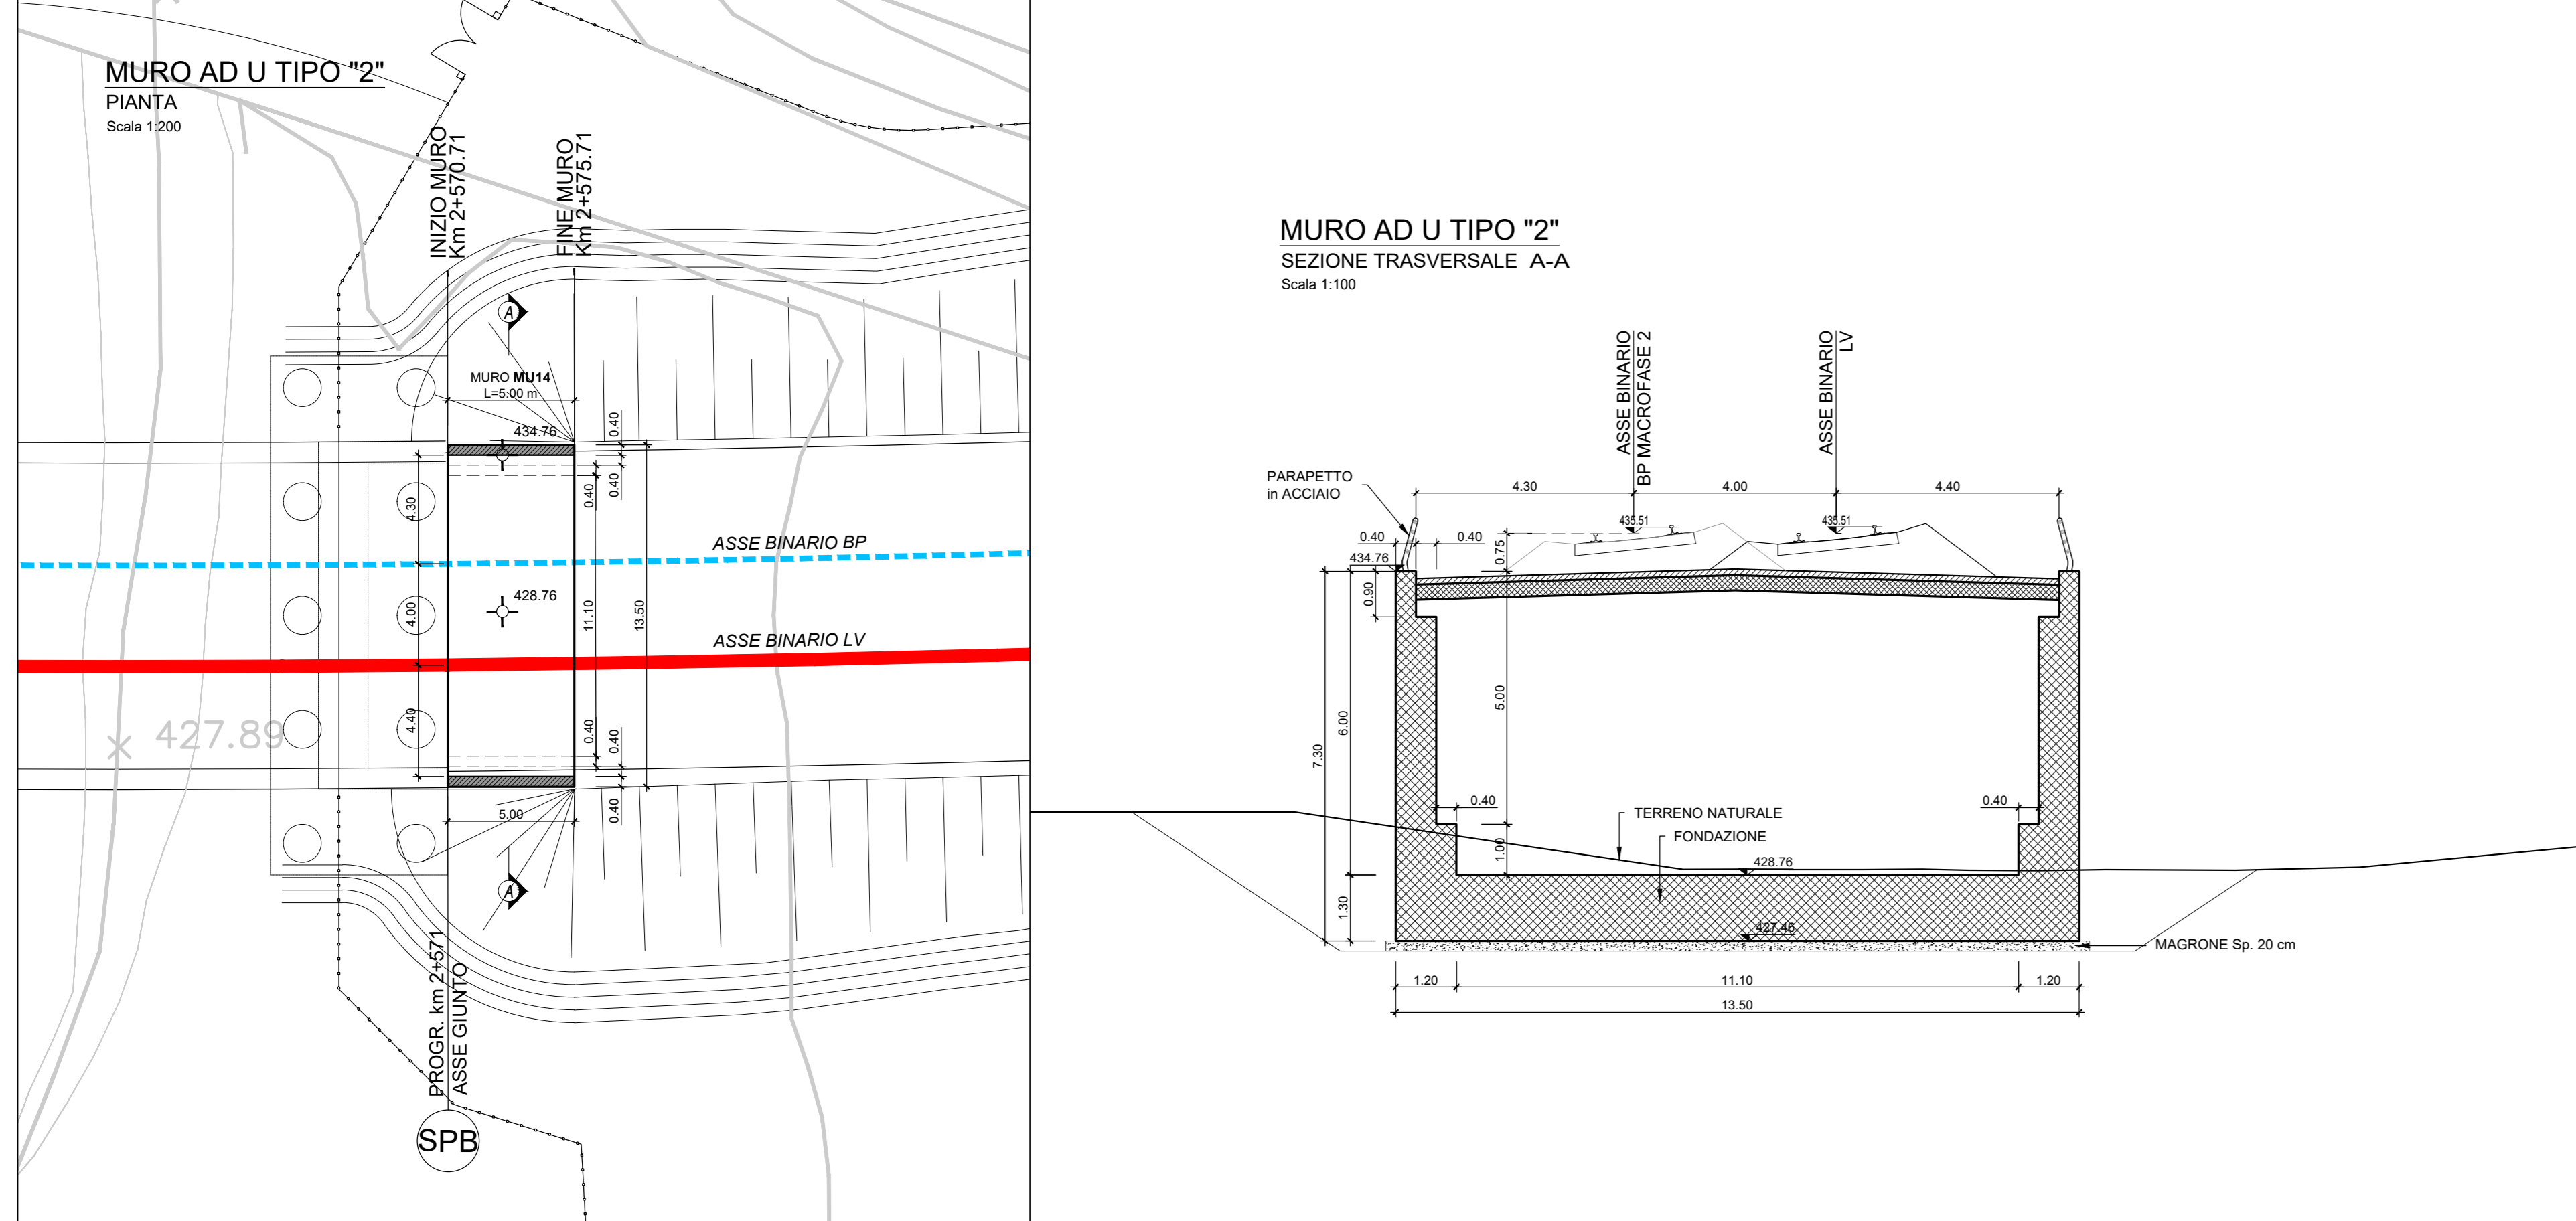 MURO AD U TIPO "2"
PIANTA
Scala 1:200
INIZIO MURO
Km 2+570.71
FINE MURO
Km 2+575.71
A
MURO MU14
L=5.00 m
434.76
0.40
0.40
0.40
4.30
ASSE BINARIO BP
428.76
4.00
11.10
13.50
ASSE BINARIO LV
4.40
0.40
0.40
427.89
5.00
0.40
A
PROGR. km 2+571
ASSE GIUNTO
SPB
MURO AD U TIPO "2"
SEZIONE TRASVERSALE A-A
Scala 1:100
ASSE BINARIO
BP MACROFASE 2
ASSE BINARIO
LV
PARAPETTO
in ACCIAIO
4.30
4.00
4.40
435.51
435.51
0.40
0.40
0.75
434.76
0.90
5.00
6.00
7.30
0.40
0.40
TERRENO NATURALE
FONDAZIONE
1.00
428.76
1.30
427.46
MAGRONE Sp. 20 cm
1.20
11.10
1.20
13.50